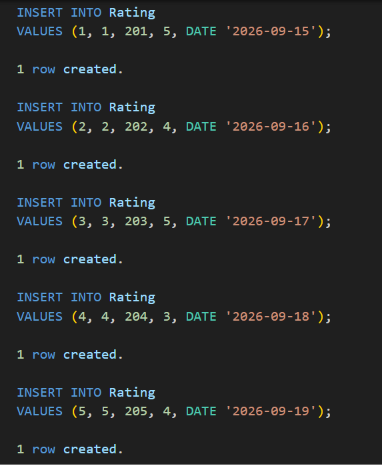 INSERT INTO Rating
VALUES (1, 1, 201, 5, DATE '2026-09-15');
1 row created.
INSERT INTO Rating
VALUES (2, 2, 202, 4, DATE '2026-09-16');
1 row created.
INSERT INTO Rating
VALUES (3, 3, 203, 5, DATE '2026-09-17');
1 row created.
INSERT INTO Rating
VALUES (4, 4, 204, 3, DATE '2026-09-18');
1 row created.
INSERT INTO Rating
VALUES (5, 5, 205, 4, DATE '2026-09-19');
1 row created.